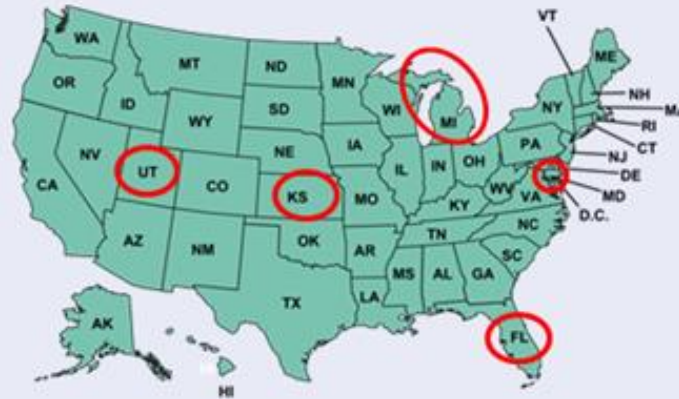 VT
WA
ME
MT
ND
MN
OR
NH
ID
SD
WI
NY
MA
WY
MI
RI
CT
IA
PA
NE
NJ
NV
OH
IL
IN
DE
UT
CO
WV
MD
CA
KS
MO
VA
D.C.
KY
NC
TN
OK
AZ
NM
AR
SC
MS
AL
GA
TX
LA
AK
FL
HI